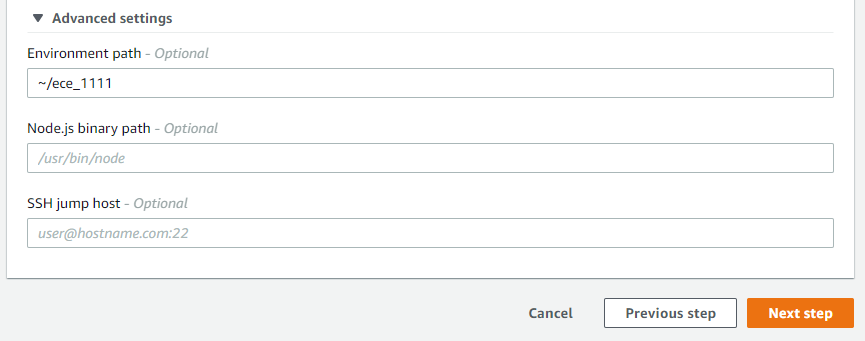 Advanced settings
Environment path - Optional
~/ece_1111
Node.js binary path - Optional
/usr/bin/node
SSH jump host - Optional
user@hostname.com:22
Cancel Previous step Next step